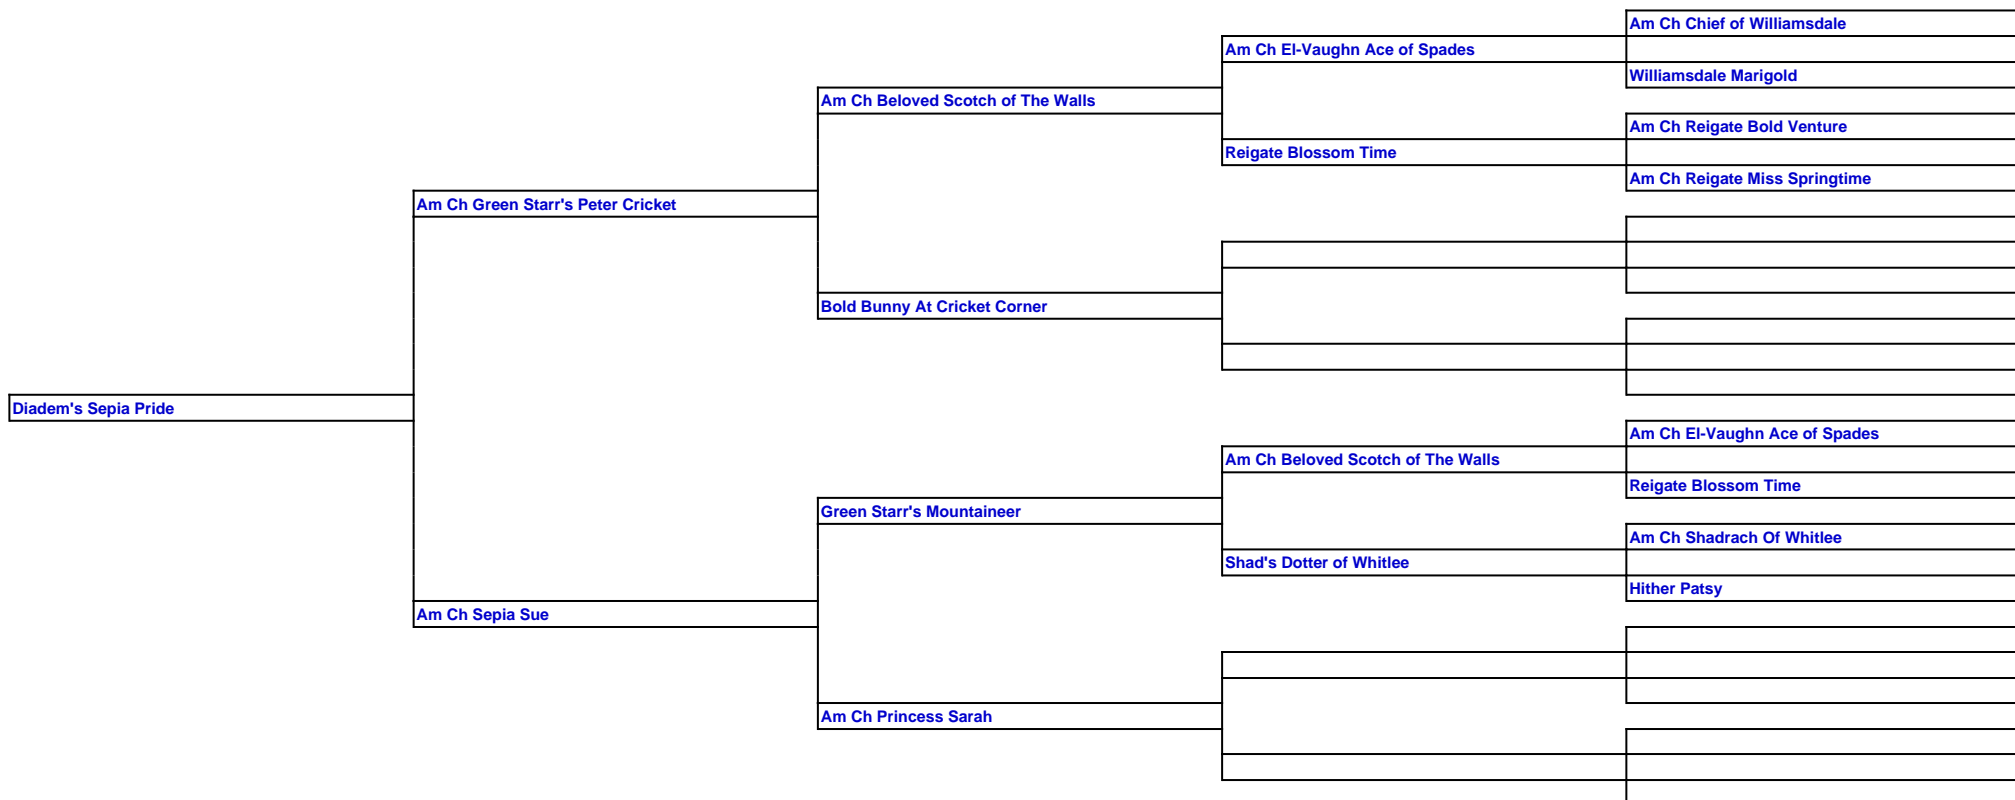 Am Ch Chief of Williamsdale
Am Ch El-Vaughn Ace of Spades
Williamsdale Marigold
Am Ch Beloved Scotch of The Walls
Am Ch Reigate Bold Venture
Reigate Blossom Time
Am Ch Reigate Miss Springtime
Am Ch Green Starr's Peter Cricket
Bold Bunny At Cricket Corner
Diadem's Sepia Pride
Am Ch El-Vaughn Ace of Spades
Am Ch Beloved Scotch of The Walls
Reigate Blossom Time
Green Starr's Mountaineer
Am Ch Shadrach Of Whitlee
Shad's Dotter of Whitlee
Hither Patsy
Am Ch Sepia Sue
Am Ch Princess Sarah